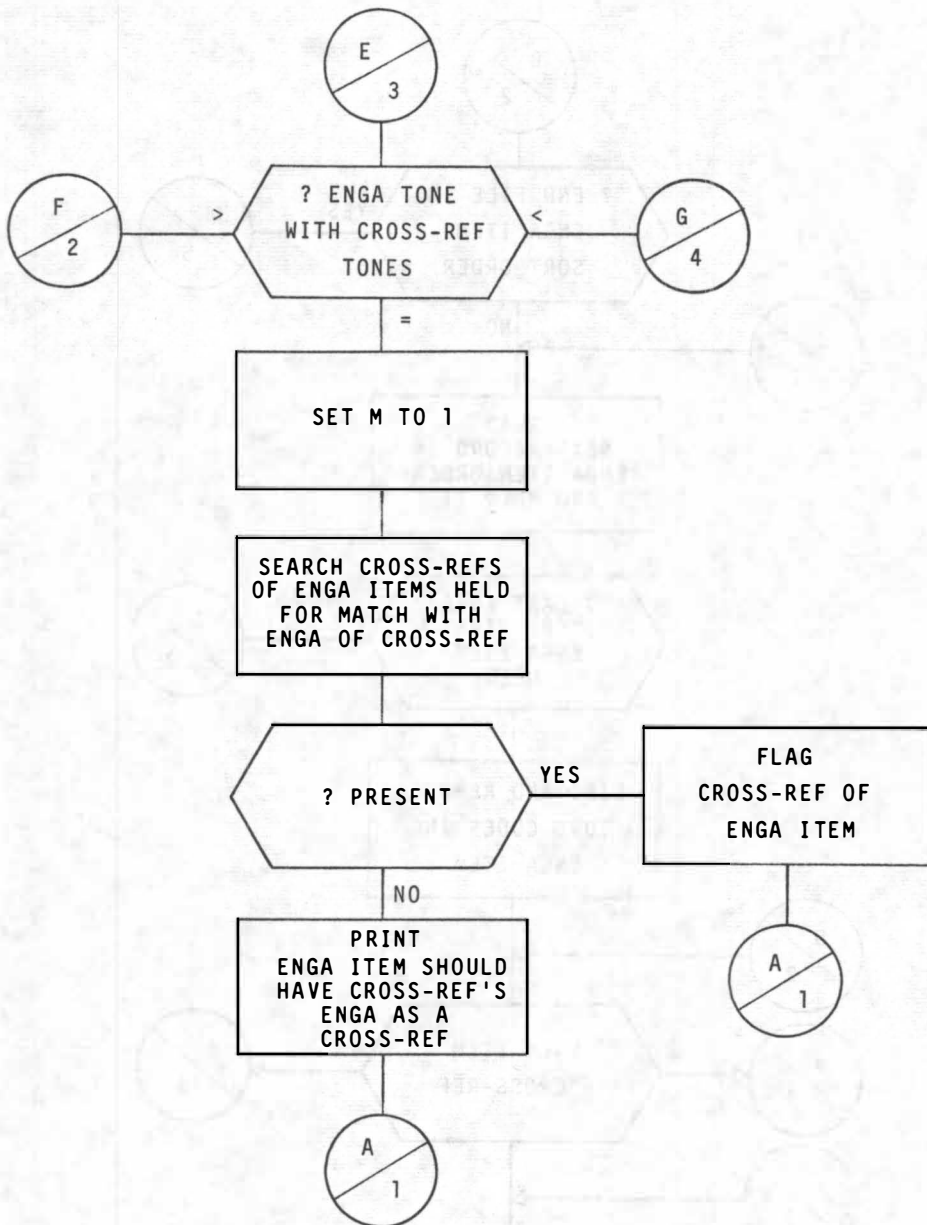 E
3
F
2
>
? ENGA TONE
WITH CROSS-REF
TONES
<
G
4
=
SET M TO 1
SEARCH CROSS-REFS
OF ENGA ITEMS HELD
FOR MATCH WITH
ENGA OF CROSS-REF
? PRESENT
YES
FLAG
CROSS-REF OF
ENGA ITEM
A
1
NO
PRINT
ENGA ITEM SHOULD
HAVE CROSS-REF'S
ENGA AS A
CROSS-REF
A
1